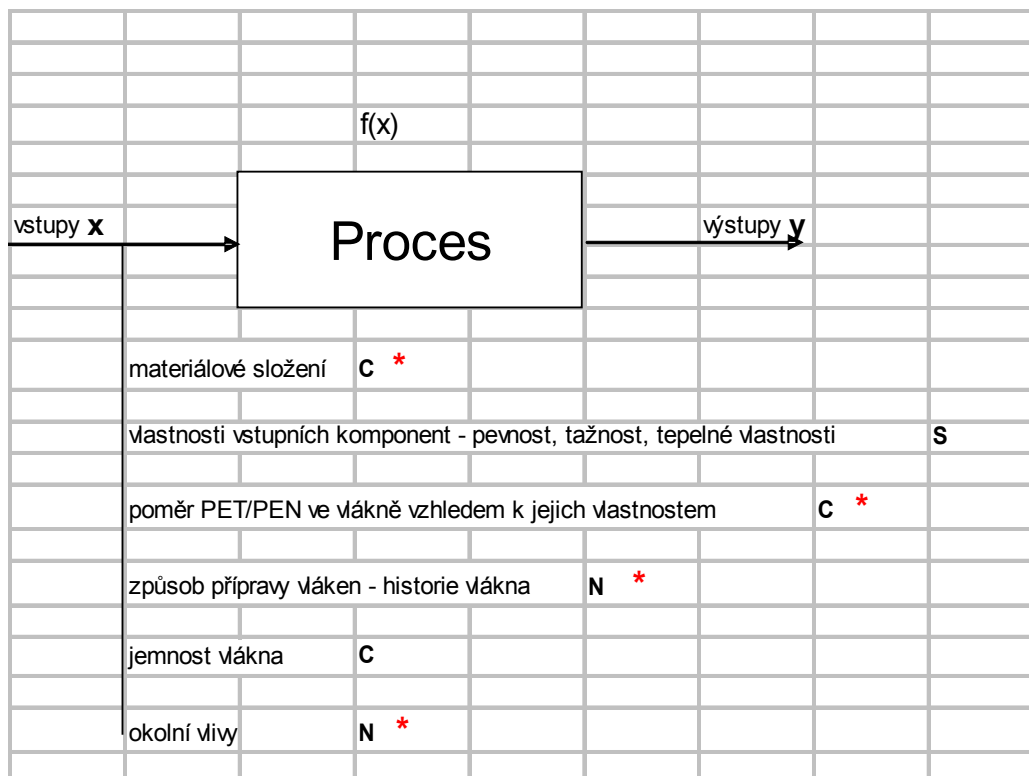 f(x)
vstupy x
Proces
výstupy y
materiálové složení C *
vlastnosti vstupních komponent - pevnost, tažnost, tepelné vlastnosti S
poměr PET/PEN ve vlákně vzhledem k jejich vlastnostem C *
způsob přípravy vláken - historie vlákna N *
jemnost vlákna C
okolní vlivy N *